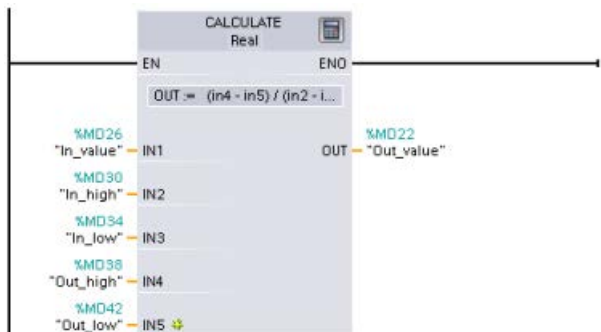 CALCULATE
Real
EN ENO
OUT := (in4 - in5) / (in2 - i...
%MD26
"In_value" IN1
%MD22
OUT "Out_value"
%MD30
"In_high" IN2
%MD34
"In_low" IN3
%MD38
"Out_high" IN4
%MD42
"Out_low" IN5